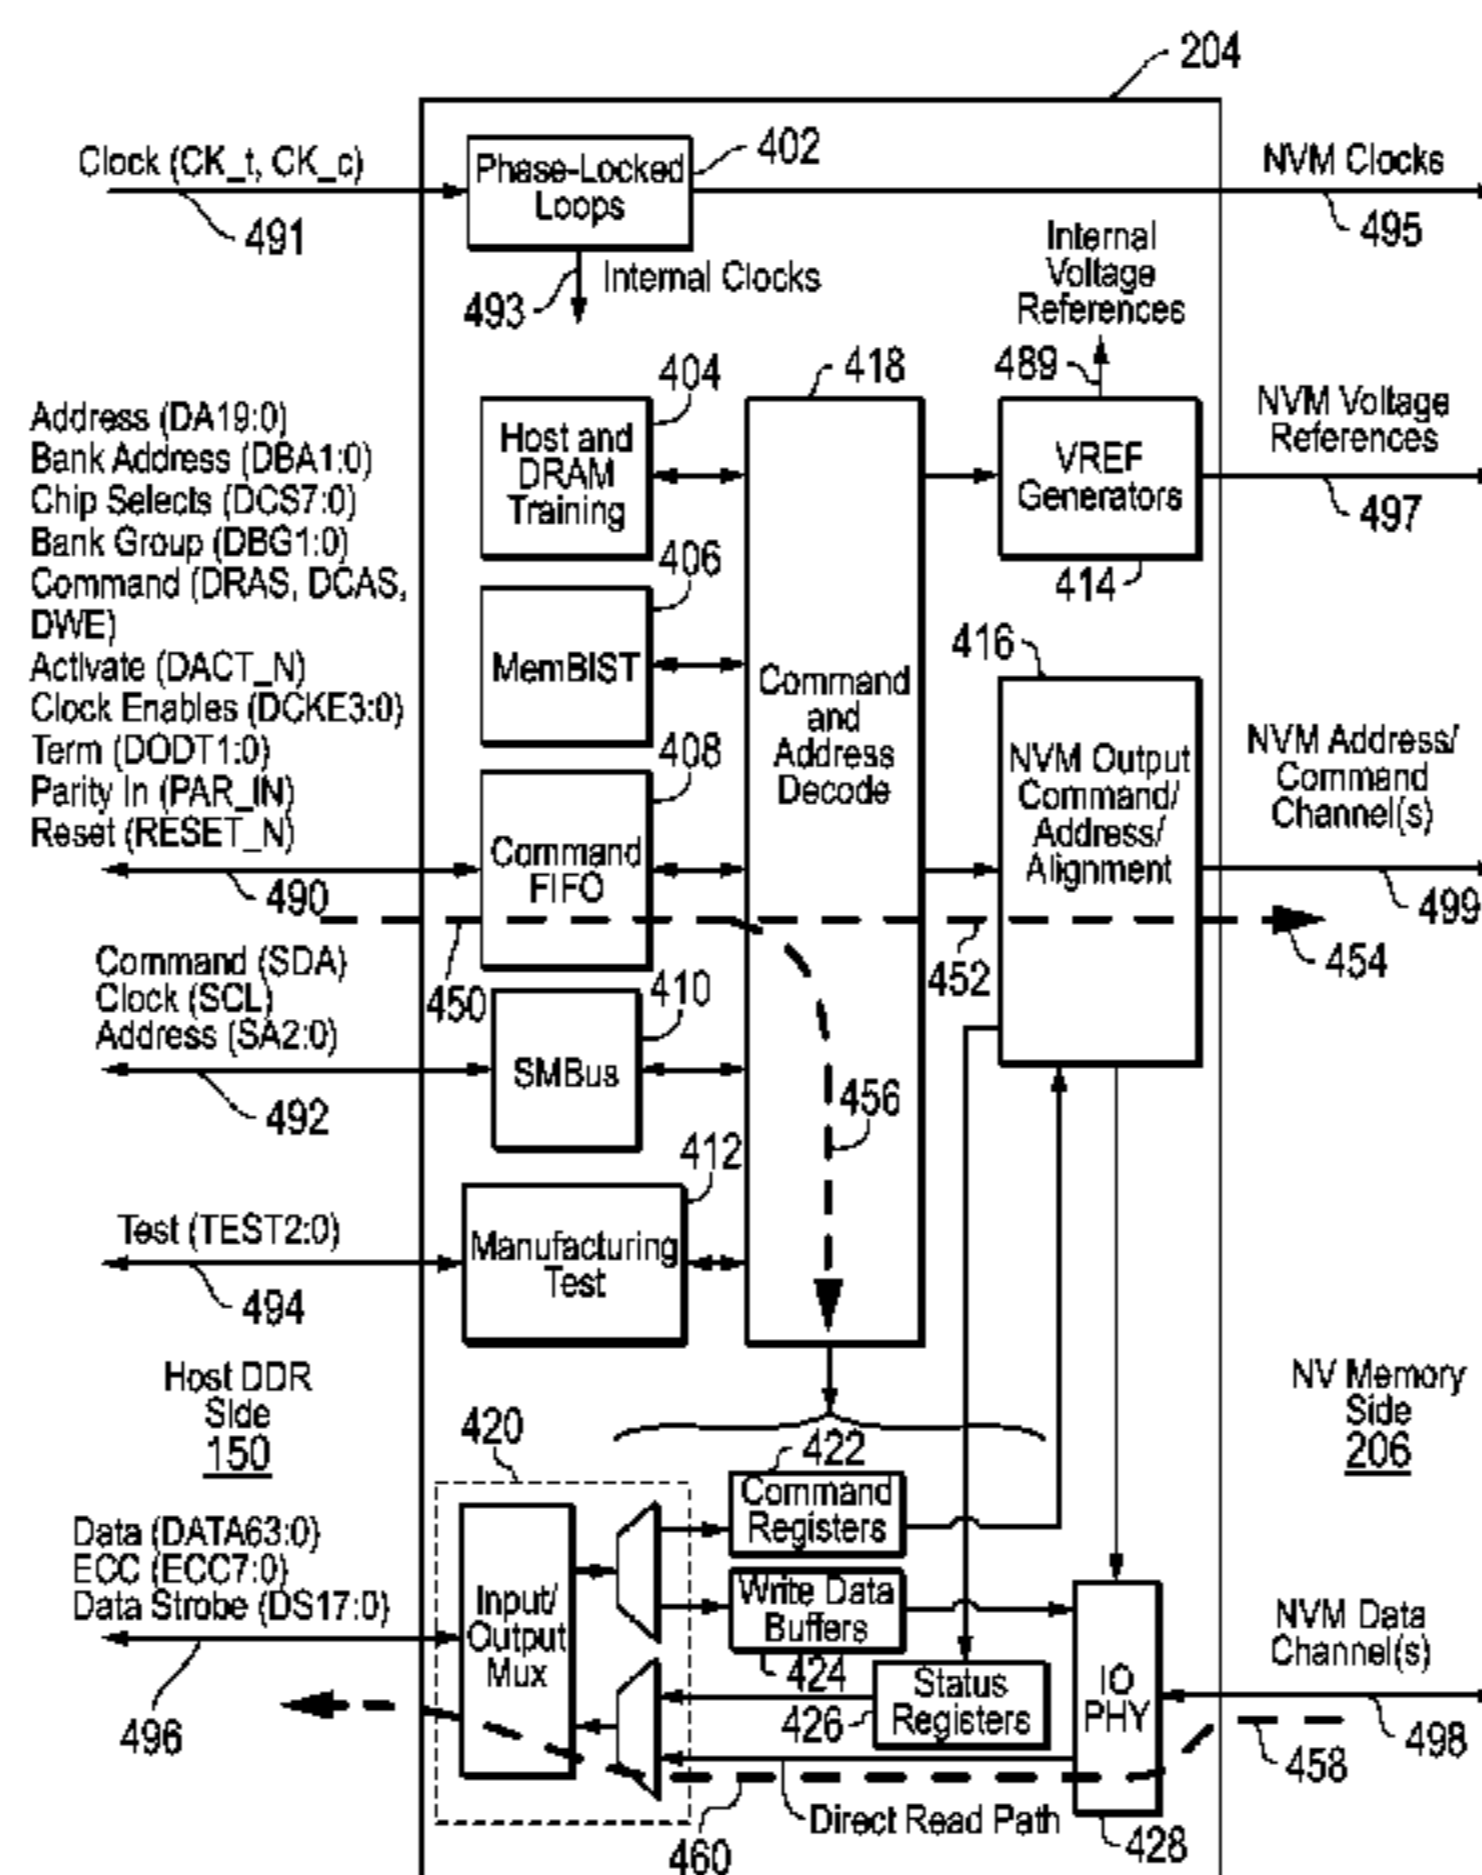 204
Clock (CK_t, CK_c)
491
Phase-Locked
Loops
402
NVM Clocks
495
493
Internal Clocks
Internal
Voltage
References
489
Address (DA19:0)
Bank Address (DBA1:0)
Chip Selects (DCS7:0)
Bank Group (DBG1:0)
Command (DRAS, DCAS,
DWE)
Activate (DACT_N)
Clock Enables (DCKE3:0)
Term (DODT1:0)
Parity In (PAR_IN)
Reset (RESET_N)
490
404
Host and
DRAM
Training
406
MemBIST
408
Command
FIFO
450
418
Command
and
Address
Decode
VREF
Generators
414
NVM Voltage
References
497
416
NVM Output
Command/
Address/
Alignment
NVM Address/
Command
Channel(s)
499
452
454
Command (SDA)
Clock (SCL)
Address (SA2:0)
492
410
SMBus
456
412
Test (TEST2:0)
494
Manufacturing
Test
Host DDR
Side
150
NV Memory
Side
206
420
422
Command
Registers
Data (DATA63:0)
ECC (ECC7:0)
Data Strobe (DS17:0)
496
Input/
Output
Mux
Write Data
Buffers
424
Status
Registers
426
IO
PHY
NVM Data
Channel(s)
498
458
Direct Read Path
460
428